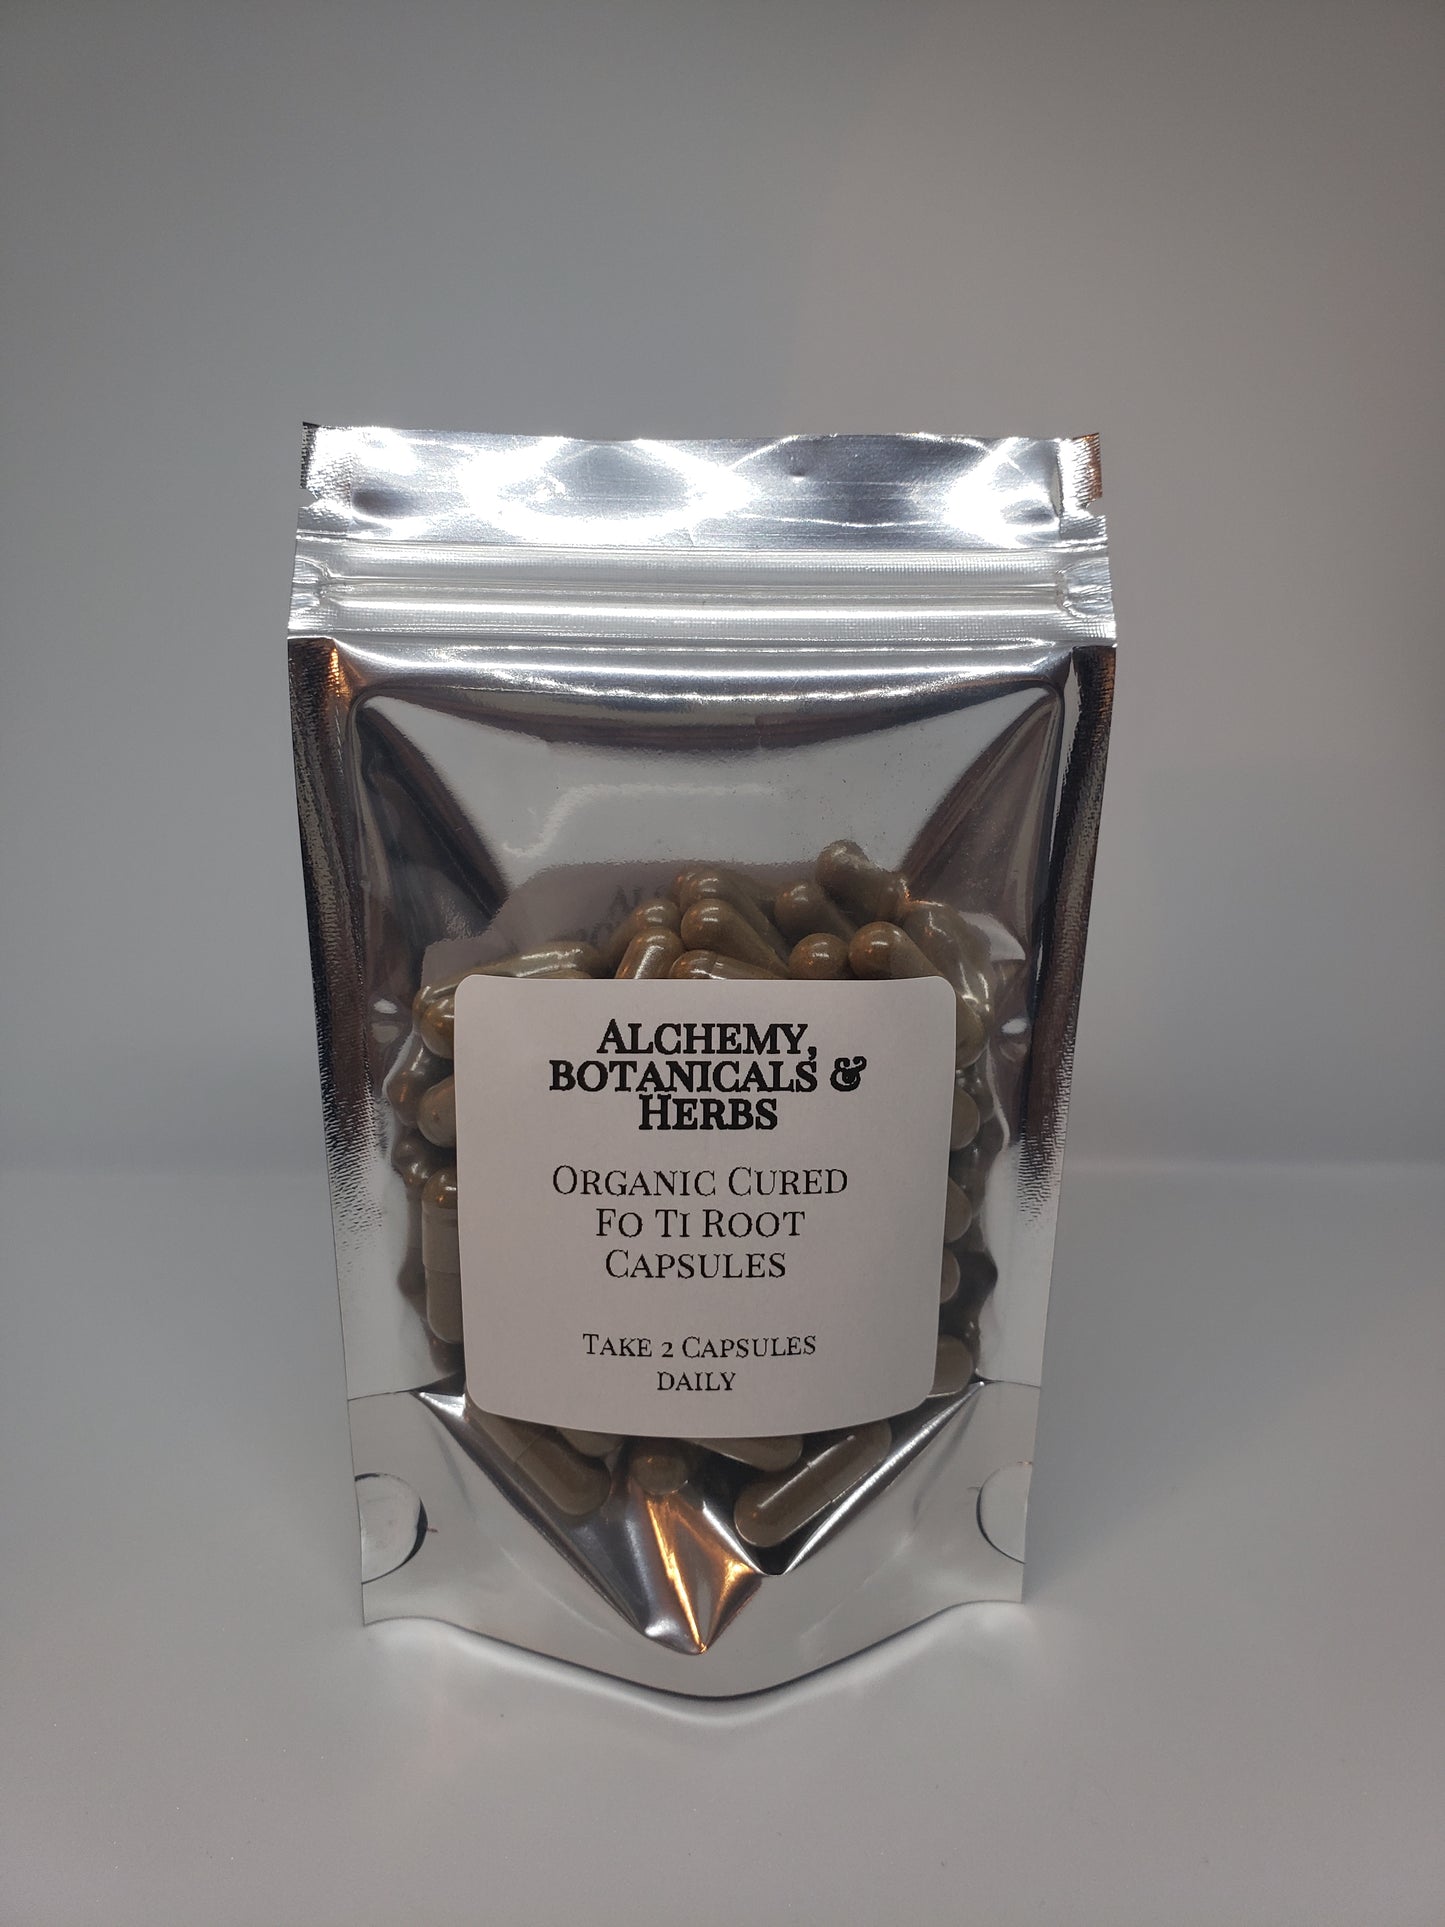 Alchemy,
Botanicals &
Herbs
Organic Cured
Fo Ti Root
Capsules
Take 2 Capsules
daily